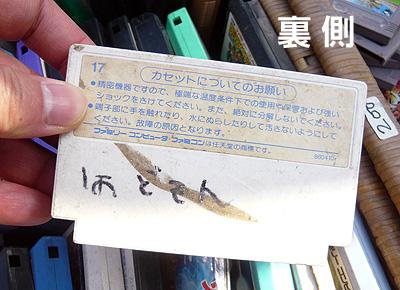 裏側
17
カセットについてのお願い
●精密機器ですので、極端な温度条件下での使用や保管および強い
ショックをさけてください。また、絶対に分解しないでください。
●端子部に手を触れたり、水にぬらしたりして汚さないようにして
ください。故障の原因となります。
ファミリーコンピュータ・ファミコンは任天堂の商標です。
860410